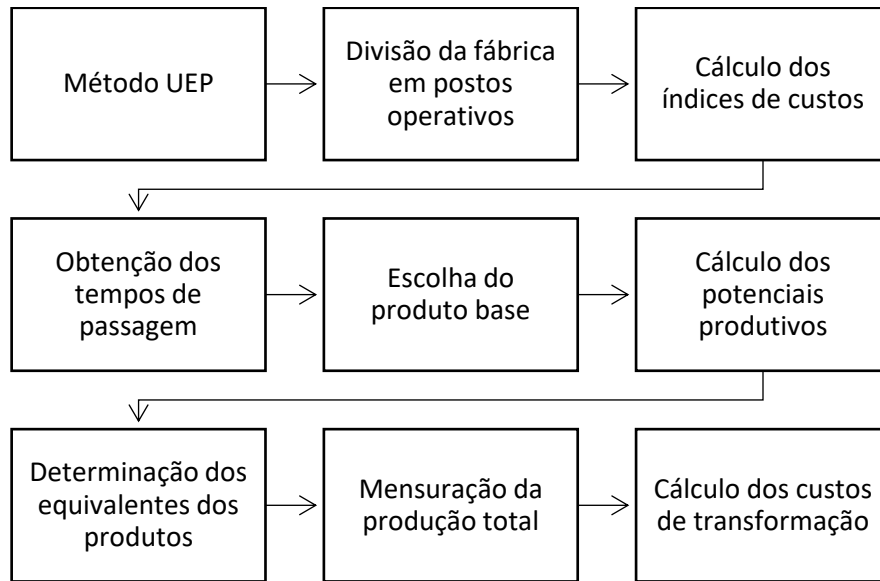 Método UEP
Divisão da fábrica
em postos
operativos
Cálculo dos
índices de custos
Obtenção dos
tempos de
passagem
Escolha do
produto base
Cálculo dos
potenciais
produtivos
Determinação dos
equivalentes dos
produtos
Mensuração da
produção total
Cálculo dos custos
de transformação